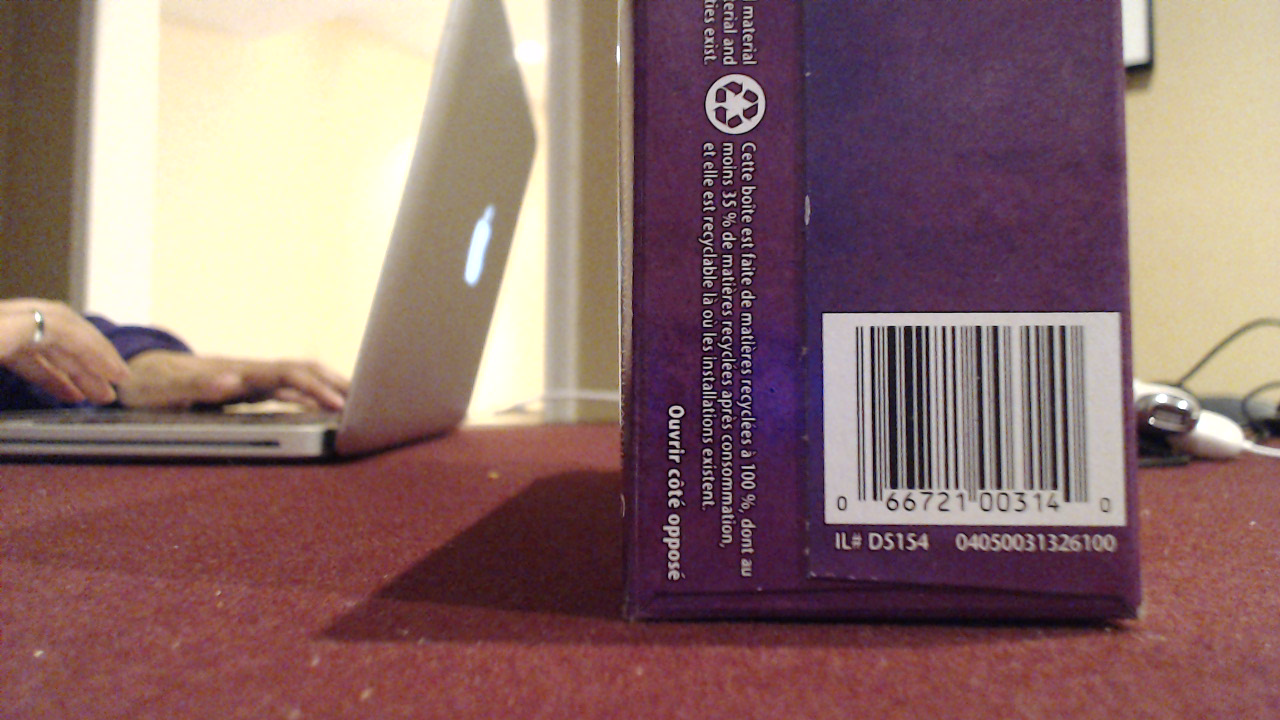 material
erial and
ties exist.
Cette boîte est faite de matières recyclées à 100 %, dont au
moins 35 % de matières recyclées après consommation,
et elle est recyclable là où les installations existent.
Ouvrir côté opposé
0 66721 00314 0
IL# D5154 04050031326100